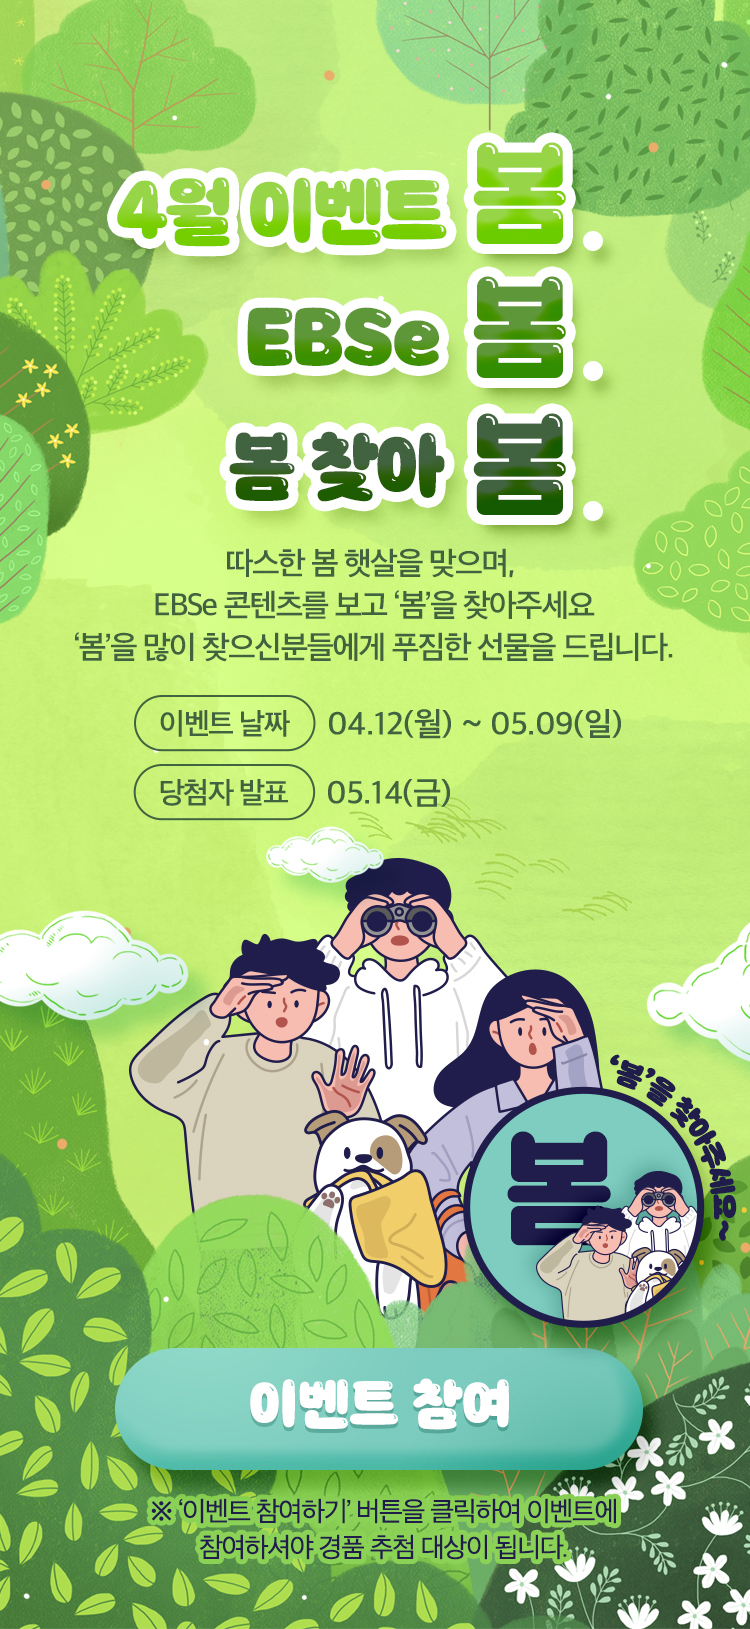 4월 이벤트 봄.
EBSe 봄.
봄 찾아 봄.
따스한 봄 햇살을 맞으며,
EBSe 콘텐츠를 보고 ‘봄’을 찾아주세요
‘봄’을 많이 찾으신분들에게 푸짐한 선물을 드립니다.
이벤트 날짜 04.12(월) ~ 05.09(일)
당첨자 발표 05.14(금)
‘봄’을 찾아주세요~
봄
이벤트 참여
※ ‘이벤트 참여하기’ 버튼을 클릭하여 이벤트에
참여하셔야 경품 추첨 대상이 됩니다.